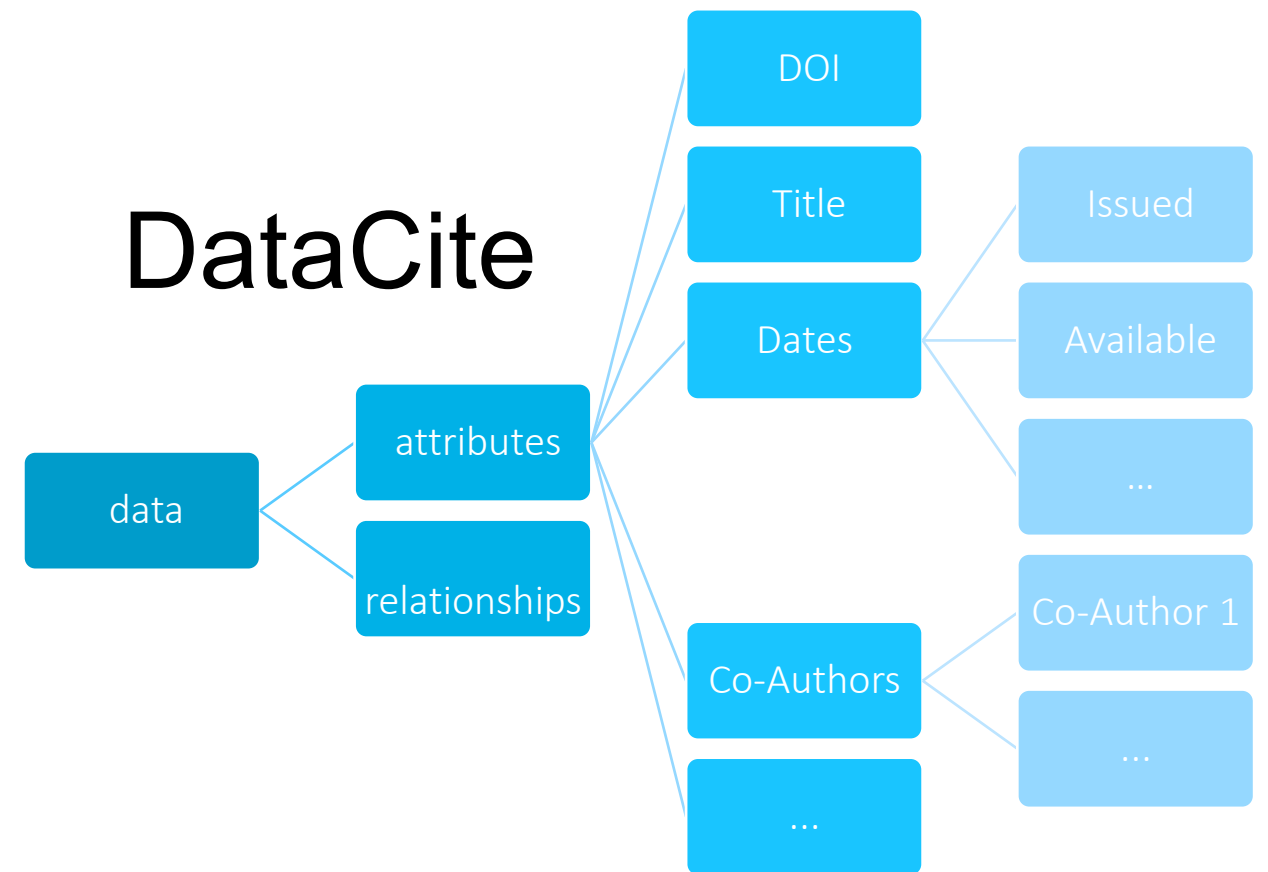 DataCite
data
attributes
relationships
DOI
Title
Dates
Co-Authors
...
Issued
Available
...
Co-Author 1
...